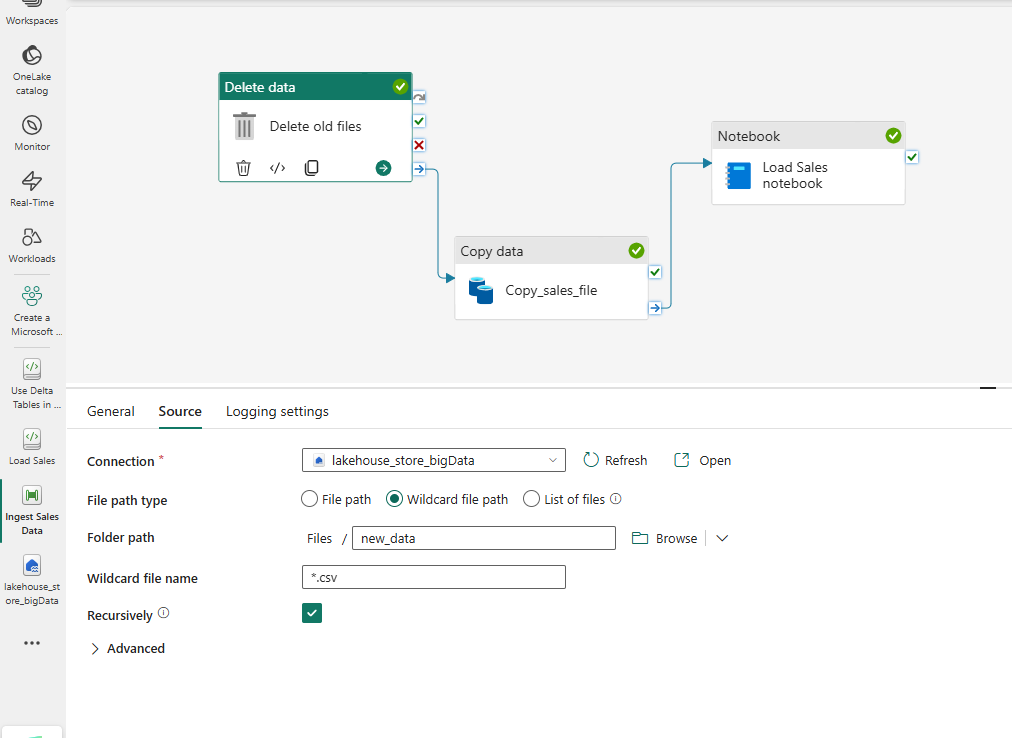 Workspaces
OneLake
catalog
Monitor
Real-Time
Workloads
Create a
Microsoft ...
Use Delta
Tables in ...
Load Sales
Ingest Sales
Data
lakehouse_st
ore_bigData
Delete data
Delete old files
Copy data
Copy_sales_file
Notebook
Load Sales
notebook
General Source Logging settings
Connection * lakehouse_store_bigData Refresh Open
File path type File path Wildcard file path List of files
Folder path Files / new_data Browse
Wildcard file name *.csv
Recursively
Advanced